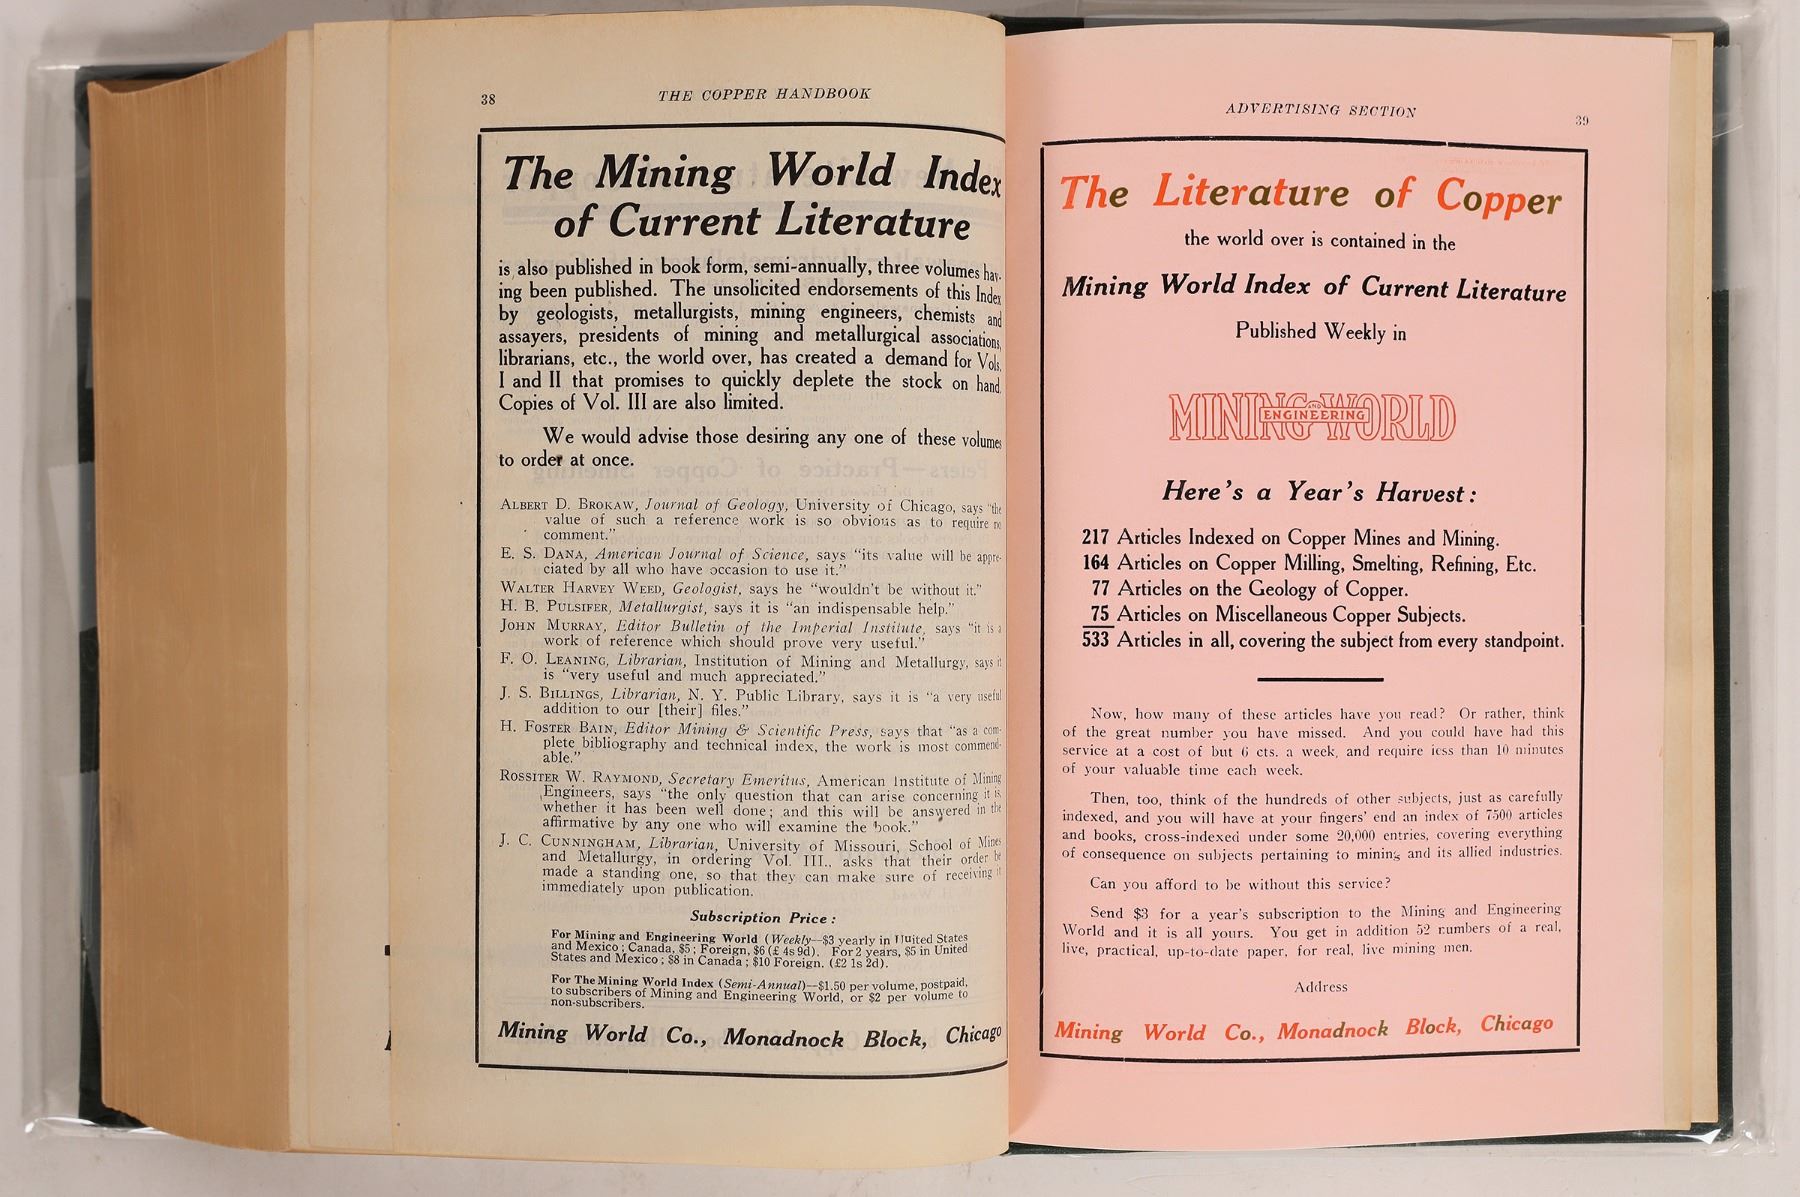 38
THE COPPER HANDBOOK
The Mining World Index
of Current Literature
is also published in book form, semi-annually, three volumes hav-
ing been published. The unsolicited endorsements of this Index
by geologists, metallurgists, mining engineers, chemists and
assayers, presidents of mining and metallurgical associations,
librarians, etc., the world over, has created a demand for Vols.
I and II that promises to quickly deplete the stock on hand.
Copies of Vol. III are also limited.
We would advise those desiring any one of these volumes
to order at once.
ALBERT D. BROKAW, Journal of Geology, University of Chicago, says "the
value of such a reference work is so obvious as to require no
comment."
E. S. DANA, American Journal of Science, says "its value will be appre-
ciated by all who have occasion to use it."
WALTER HARVEY WEED, Geologist, says he "wouldn't be without it."
H. B. PULSIFER, Metallurgist, says it is "an indispensable help."
JOHN MURRAY, Editor Bulletin of the Imperial Institute, says "it is a
work of reference which should prove very useful."
F. O. LEANING, Librarian, Institution of Mining and Metallurgy, says it
is "very useful and much appreciated."
J. S. BILLINGS, Librarian, N. Y. Public Library, says it is "a very useful
addition to our [their] files."
H. FOSTER BAIN, Editor Mining & Scientific Press, says that "as a com-
plete bibliography and technical index, the work is most commend-
able."
ROSSITER W. RAYMOND, Secretary Emeritus, American Institute of Mining
Engineers, says "the only question that can arise concerning it is,
whether it has been well done; and this will be answered in the
affirmative by any one who will examine the book."
J. C. CUNNINGHAM, Librarian, University of Missouri, School of Mines
and Metallurgy, in ordering Vol. III., asks that their order be
made a standing one, so that they can make sure of receiving it
immediately upon publication.
Subscription Price:
For Mining and Engineering World (Weekly—$3 yearly in United States
and Mexico; Canada, $5; Foreign, $6 (£ 4s 9d). For 2 years, $5 in United
States and Mexico; $8 in Canada; $10 Foreign. (£2 1s 2d).
For The Mining World Index (Semi-Annual)—$1.50 per volume, postpaid,
to subscribers of Mining and Engineering World, or $2 per volume to
non-subscribers.
Mining World Co., Monadnock Block, Chicago
ADVERTISING SECTION
39
The Literature of Copper
the world over is contained in the
Mining World Index of Current Literature
Published Weekly in
MINING AND ENGINEERING WORLD
Here's a Year's Harvest:
217 Articles Indexed on Copper Mines and Mining.
164 Articles on Copper Milling, Smelting, Refining, Etc.
77 Articles on the Geology of Copper.
75 Articles on Miscellaneous Copper Subjects.
533 Articles in all, covering the subject from every standpoint.
Now, how many of these articles have you read? Or rather, think
of the great number you have missed. And you could have had this
service at a cost of but 6 cts. a week, and require less than 10 minutes
of your valuable time each week.
Then, too, think of the hundreds of other subjects, just as carefully
indexed, and you will have at your fingers' end an index of 7500 articles
and books, cross-indexed under some 20,000 entries, covering everything
of consequence on subjects pertaining to mining and its allied industries.
Can you afford to be without this service?
Send $3 for a year's subscription to the Mining and Engineering
World and it is all yours. You get in addition 52 numbers of a real,
live, practical, up-to-date paper, for real, live mining men.
Address
Mining World Co., Monadnock Block, Chicago